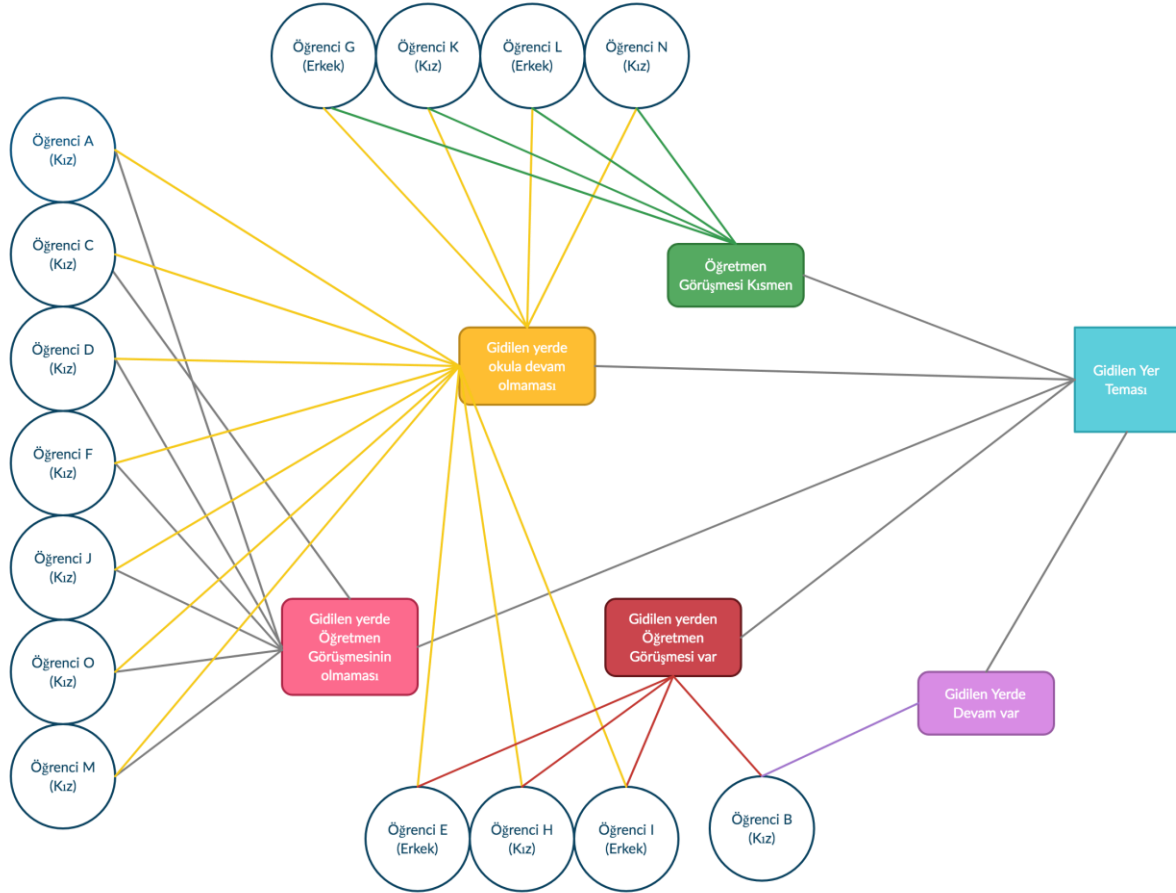 Öğrenci G
(Erkek)
Öğrenci K
(Kız)
Öğrenci L
(Erkek)
Öğrenci N
(Kız)
Öğrenci A
(Kız)
Öğrenci C
(Kız)
Öğrenci D
(Kız)
Öğrenci F
(Kız)
Öğrenci J
(Kız)
Öğrenci O
(Kız)
Öğrenci M
(Kız)
Öğretmen
Görüşmesi Kısmen
Gidilen yerde
okula devam
olmaması
Gidilen Yer
Teması
Gidilen yerde
Öğretmen
Görüşmesinin
olmaması
Gidilen yerden
Öğretmen
Görüşmesi var
Gidilen Yerde
Devam var
Öğrenci E
(Erkek)
Öğrenci H
(Kız)
Öğrenci I
(Erkek)
Öğrenci B
(Kız)